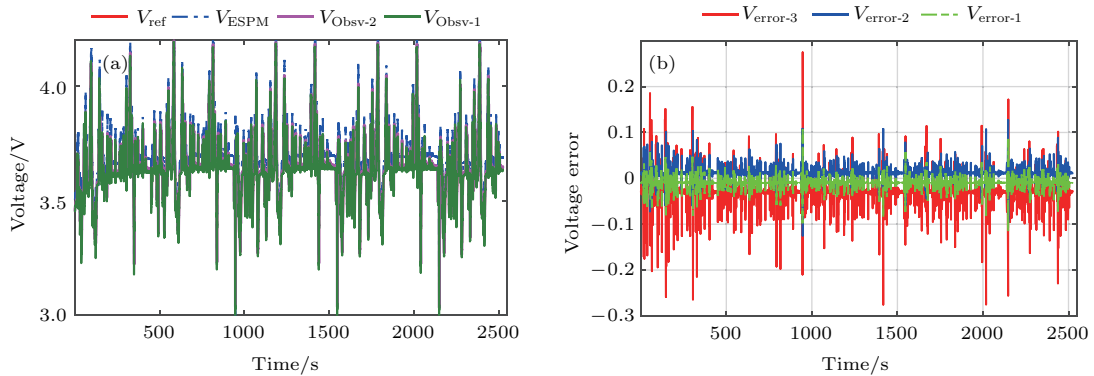 V_ref V_ESPM V_Obsv-2 V_Obsv-1
(a)
4.0
3.5
3.0
500 1000 1500 2000 2500
Voltage/V
Time/s
V_error-3 V_error-2 V_error-1
(b)
0.2
0.1
0
−0.1
−0.2
−0.3
500 1000 1500 2000 2500
Voltage error
Time/s